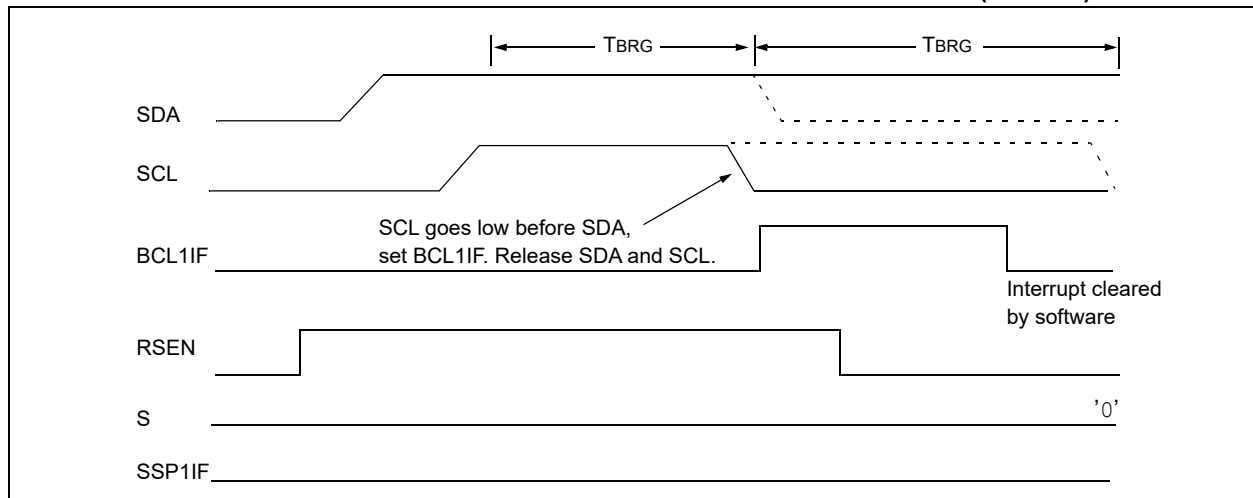 TBRG
TBRG
SDA
SCL
SCL goes low before SDA,
set BCL1IF. Release SDA and SCL.
BCL1IF
Interrupt cleared
by software
RSEN
S
'0'
SSP1IF